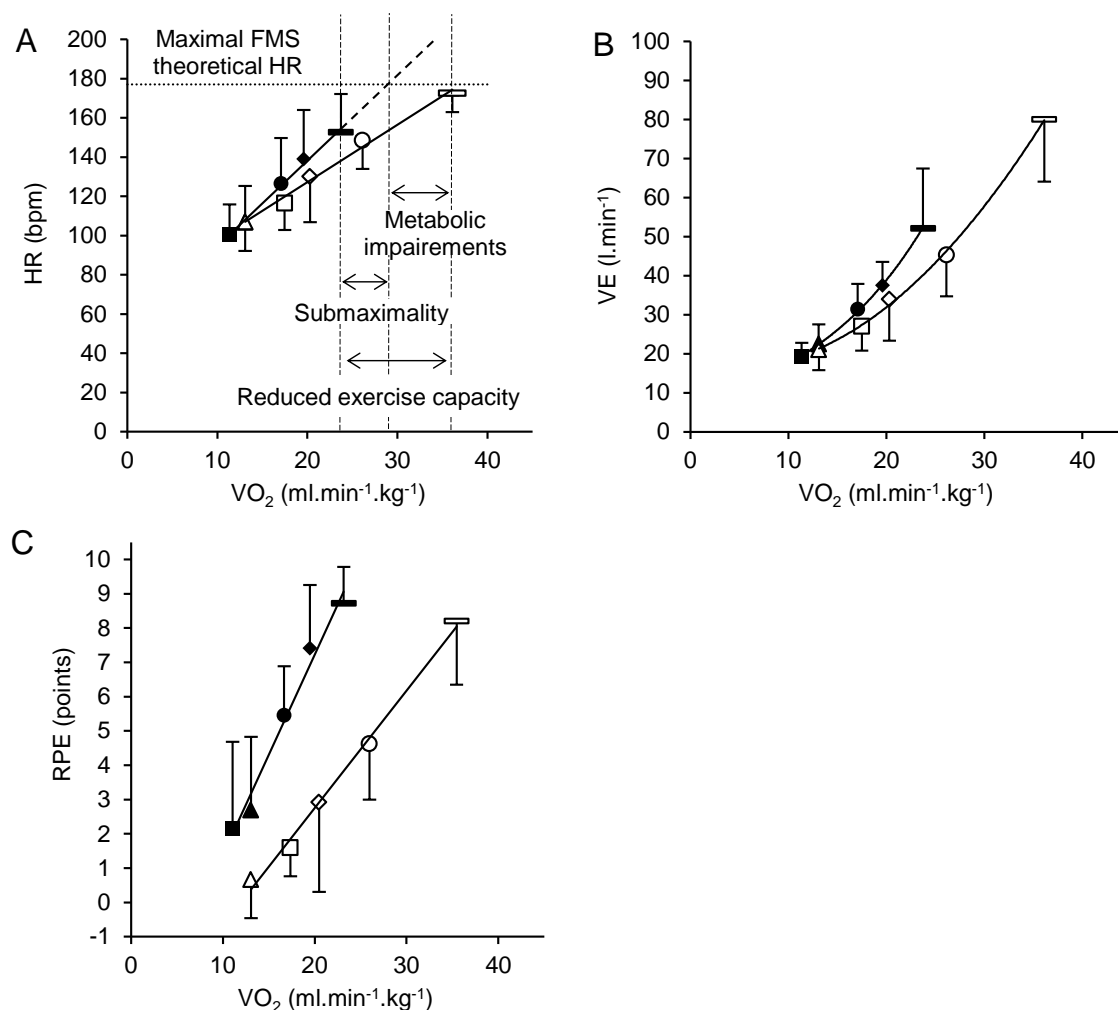 A
Maximal FMS
theoretical HR
200
180
160
140
120
100
80
60
40
20
0
HR (bpm)
Metabolic
impairements
Submaximality
Reduced exercise capacity
0 10 20 30 40
VO₂ (ml.min⁻¹.kg⁻¹)
B
100
90
80
70
60
50
40
30
20
10
0
VE (l.min⁻¹)
0 10 20 30 40
VO₂ (ml.min⁻¹.kg⁻¹)
C
10
9
8
7
6
5
4
3
2
1
0
-1
RPE (points)
0 10 20 30 40
VO₂ (ml.min⁻¹.kg⁻¹)